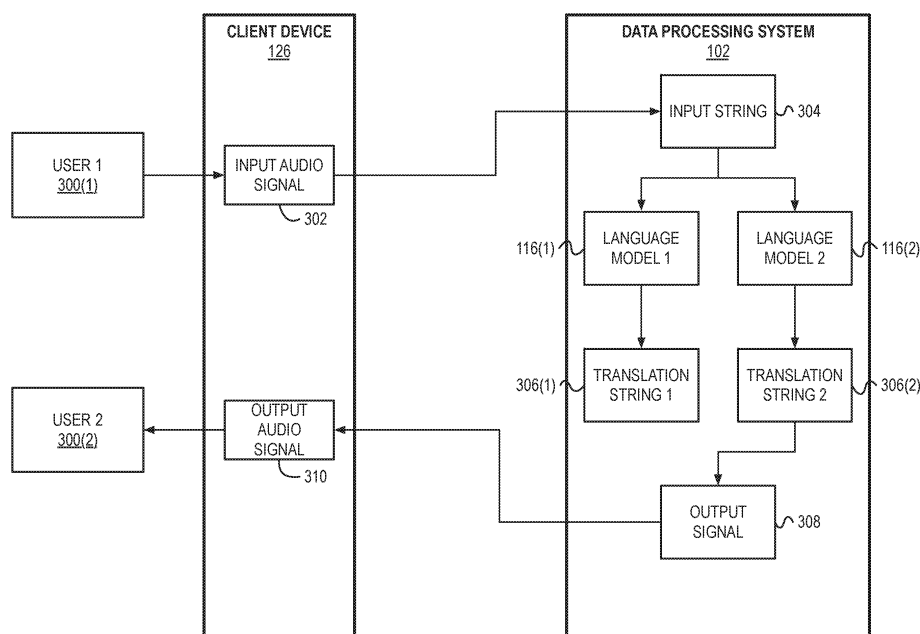 CLIENT DEVICE
126
DATA PROCESSING SYSTEM
102
INPUT STRING
304
USER 1
300(1)
INPUT AUDIO
SIGNAL
302
116(1)
LANGUAGE
MODEL 1
LANGUAGE
MODEL 2
116(2)
306(1)
TRANSLATION
STRING 1
TRANSLATION
STRING 2
306(2)
USER 2
300(2)
OUTPUT
AUDIO
SIGNAL
310
OUTPUT
SIGNAL
308